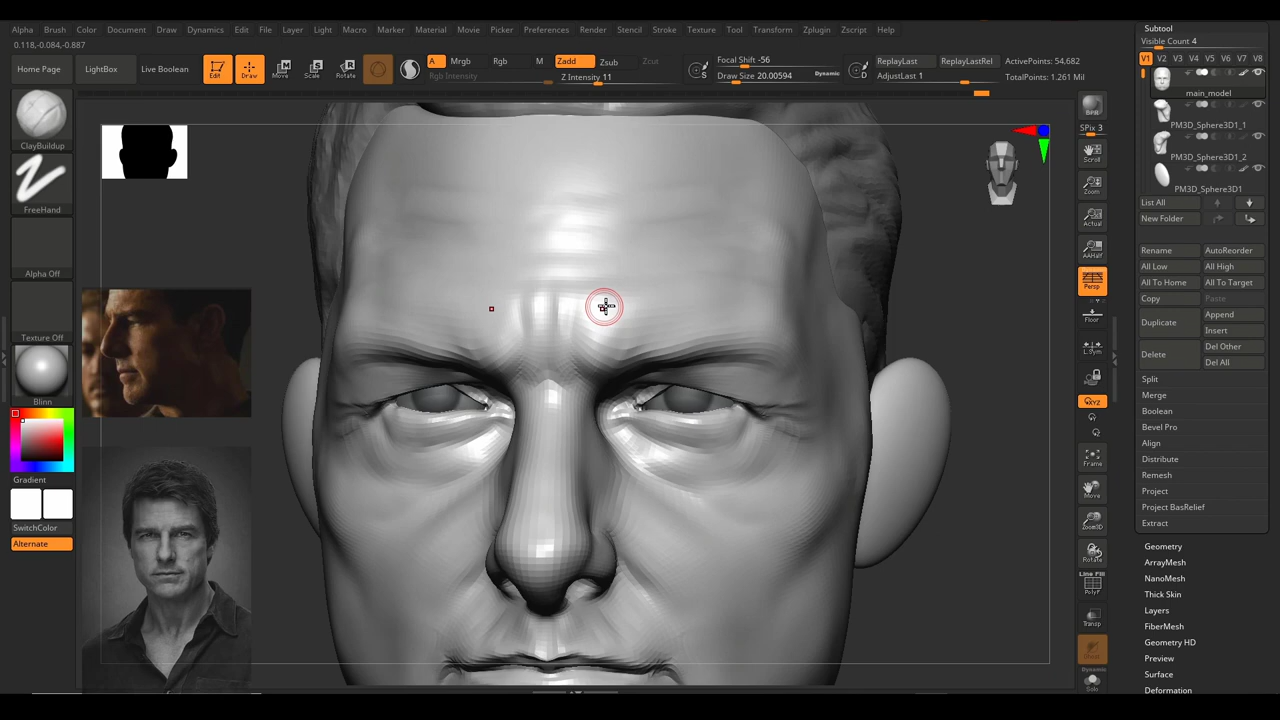 Alpha Brush Color Document Draw Dynamics Edit File Layer Light Macro Marker Material Movie Picker Preferences Render Stencil Stroke Texture Tool Transform Zplugin Zscript Help
0.118,-0.084,-0.887
Home Page LightBox Live Boolean
Edit Draw Move Scale Rotate
A Mrgb Rgb M Zadd Zsub Zcut
Rgb Intensity Z Intensity 11
Focal Shift -56
Draw Size 20.00594 Dynamic
S
D
ReplayLast ReplayLastRel
AdjustLast 1
ActivePoints: 54,682
TotalPoints: 1.261 Mil
ClayBuildup
FreeHand
Alpha Off
Texture Off
Blinn
Gradient
SwitchColor
Alternate
BPR
SPix 3
Scroll
Zoom
Actual
AAHalf
Persp
Floor
L.Sym
Frame
Move
Zoom3D
Rotate
Line Fill
PolyF
Transp
Dynamic
Solo
Subtool
Visible Count 4
V1 V2 V3 V4 V5 V6 V7 V8
main_model
PM3D_Sphere3D1_1
PM3D_Sphere3D1_2
PM3D_Sphere3D1
List All
New Folder
Rename AutoReorder
All Low All High
All To Home All To Target
Copy Paste
Duplicate Append
Insert
Delete Del Other
Del All
Split
Merge
Boolean
Bevel Pro
Align
Distribute
Remesh
Project
Project BasRelief
Extract
Geometry
ArrayMesh
NanoMesh
Thick Skin
Layers
FiberMesh
Geometry HD
Preview
Surface
Deformation